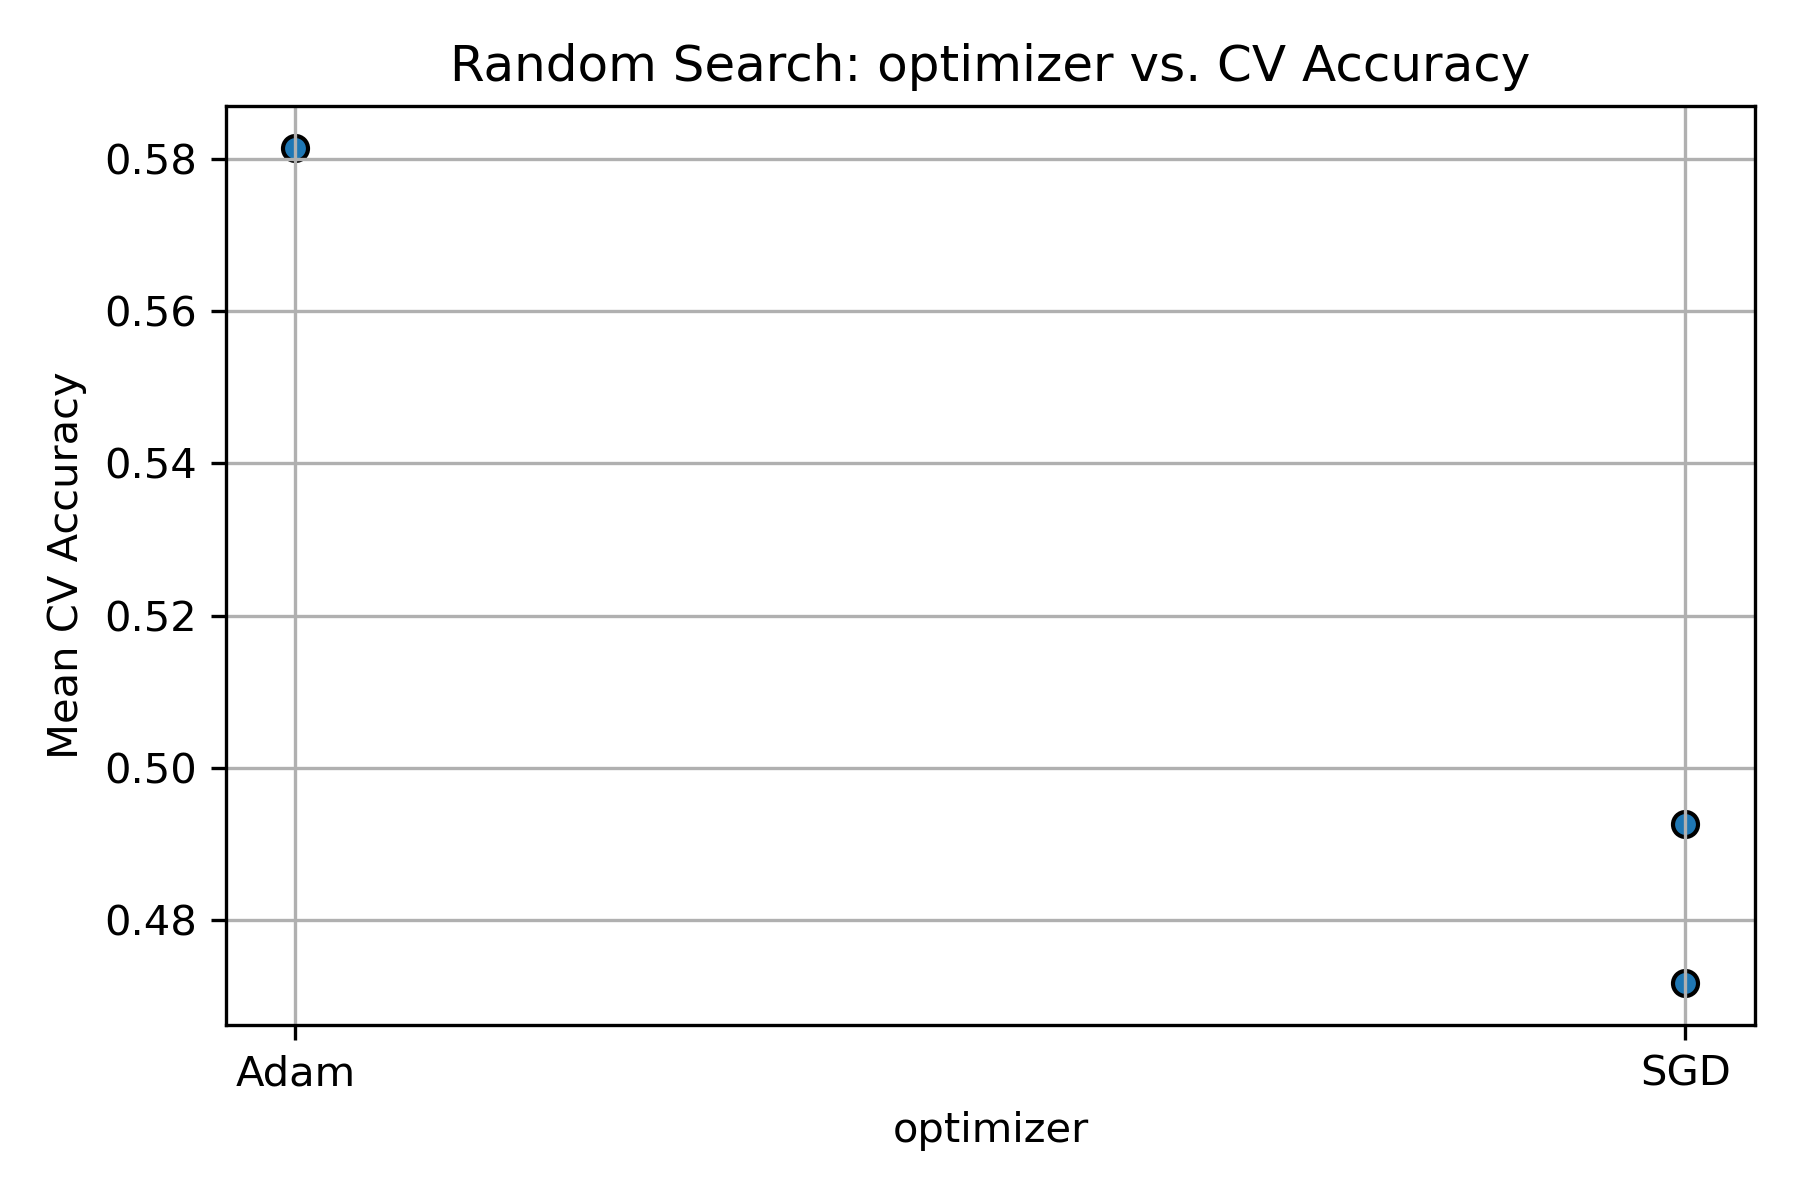 Random Search: optimizer vs. CV Accuracy
Mean CV Accuracy
0.58
0.56
0.54
0.52
0.50
0.48
Adam
SGD
optimizer